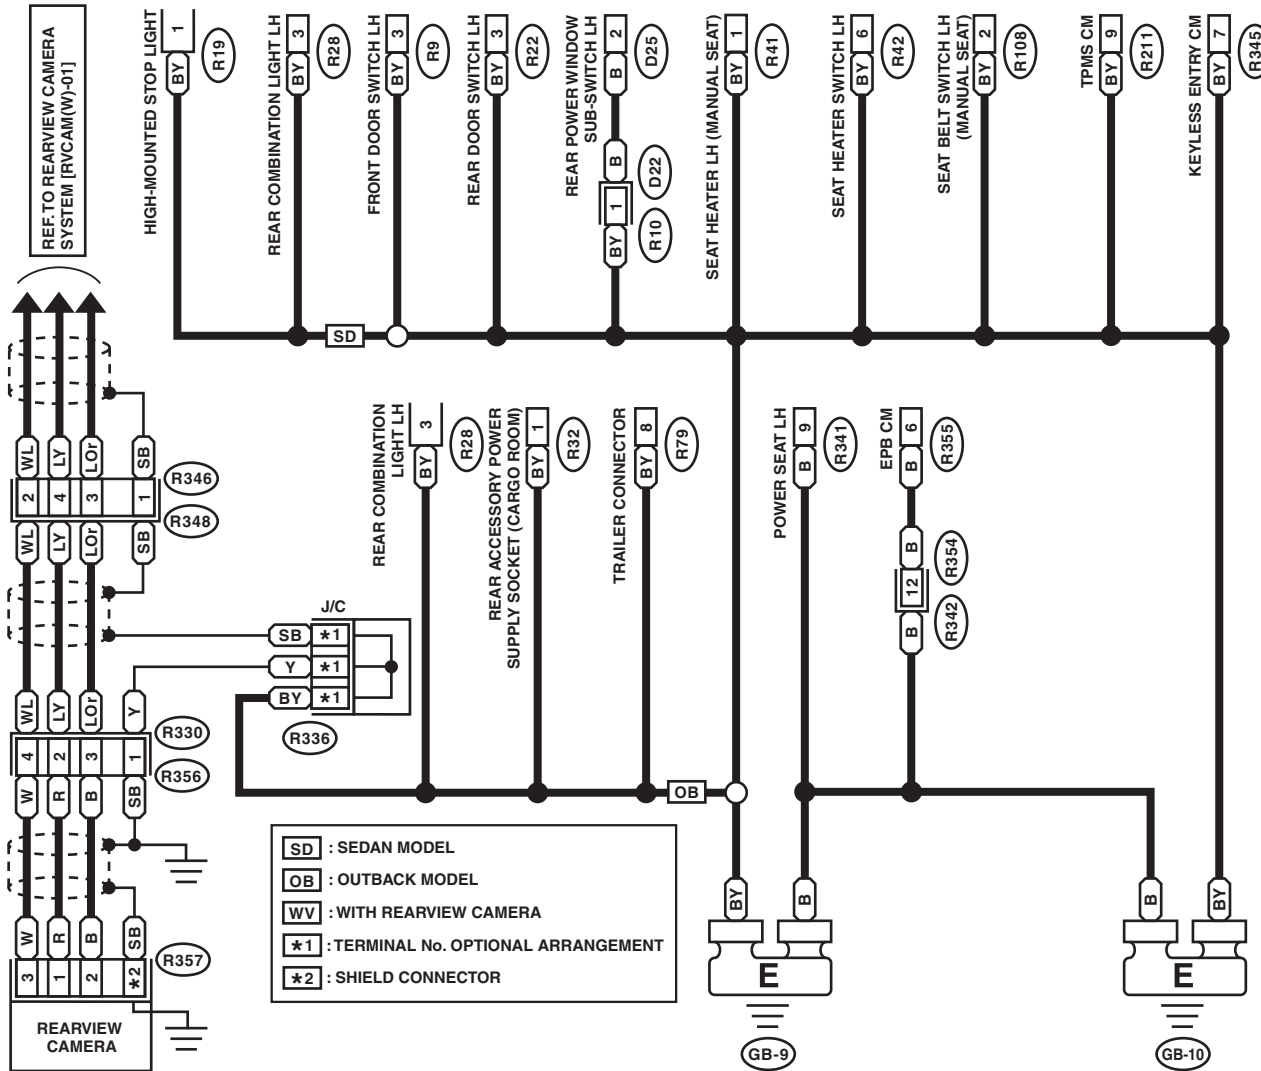 REF. TO REARVIEW CAMERA
SYSTEM [RVCAM(W)-01]
HIGH-MOUNTED STOP LIGHT
1
BY
R19
REAR COMBINATION LIGHT LH
3
BY
R28
FRONT DOOR SWITCH LH
3
BY
R9
REAR DOOR SWITCH LH
3
BY
R22
REAR POWER WINDOW
SUB-SWITCH LH
2
B
D25
B
D22
1
R10
BY
SEAT HEATER LH (MANUAL SEAT)
1
BY
R41
SEAT HEATER SWITCH LH
6
BY
R42
SEAT BELT SWITCH LH
(MANUAL SEAT)
2
BY
R108
TPMS CM
9
BY
R211
KEYLESS ENTRY CM
7
BY
R345
SD
WL
LY
LOr
SB
R346
2
4
3
1
R348
WL
LY
LOr
SB
REAR COMBINATION
LIGHT LH
3
BY
R28
REAR ACCESSORY POWER
SUPPLY SOCKET (CARGO ROOM)
1
BY
R32
TRAILER CONNECTOR
8
BY
R79
POWER SEAT LH
9
B
R341
EPB CM
6
B
R355
B
R354
12
R342
B
J/C
SB *1
Y *1
BY *1
R336
WL
LY
LOr
Y
R330
4
2
3
1
R356
W
R
B
SB
OB
SD : SEDAN MODEL
OB : OUTBACK MODEL
WV : WITH REARVIEW CAMERA
*1 : TERMINAL No. OPTIONAL ARRANGEMENT
*2 : SHIELD CONNECTOR
W
R
B
SB
R357
3
1
2
*2
REARVIEW
CAMERA
BY
B
E
GB-9
B
BY
E
GB-10